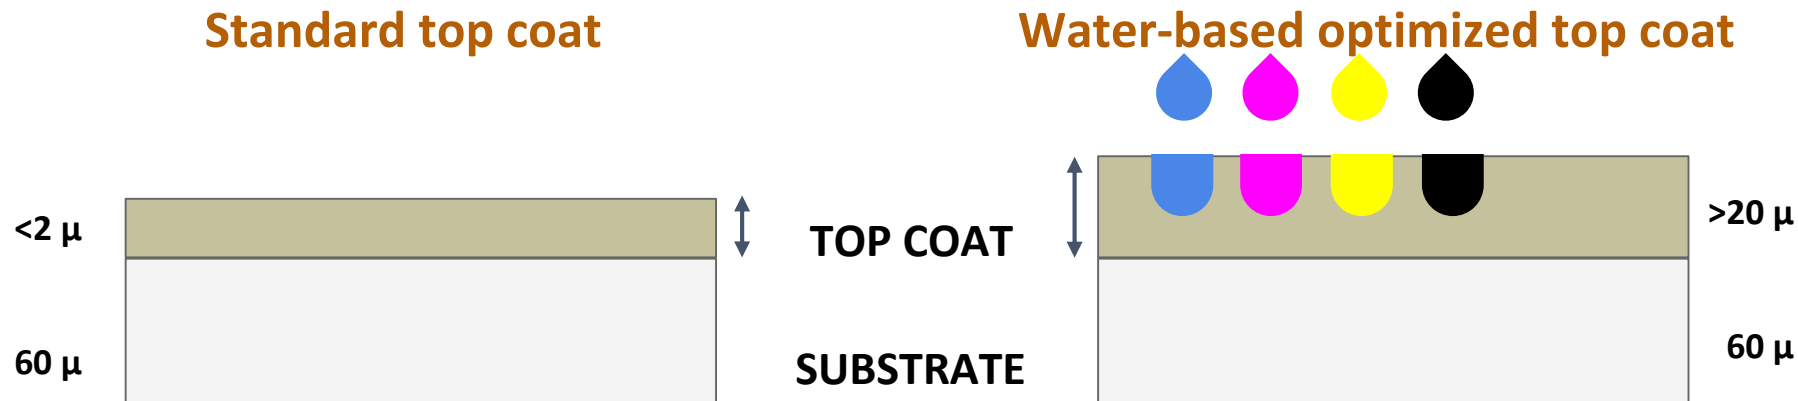 Standard top coat
Water-based optimized top coat
<2 µ
TOP COAT
>20 µ
60 µ
SUBSTRATE
60 µ